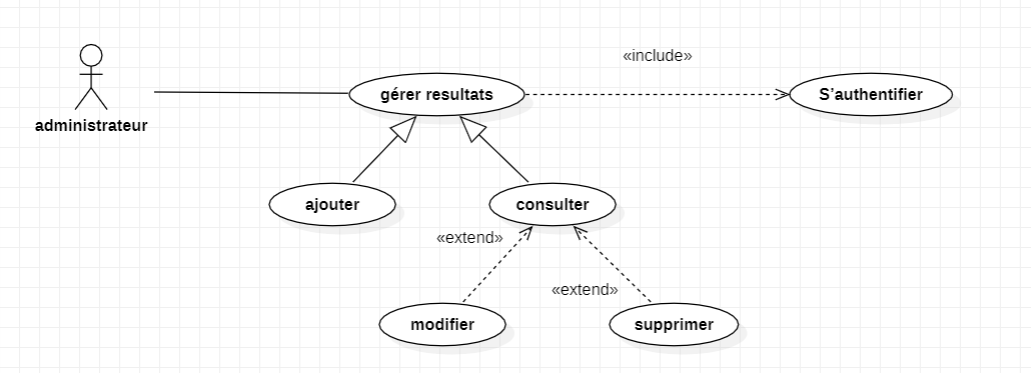 «include»
gérer resultats
S'authentifier
administrateur
ajouter
consulter
«extend»
«extend»
modifier
supprimer